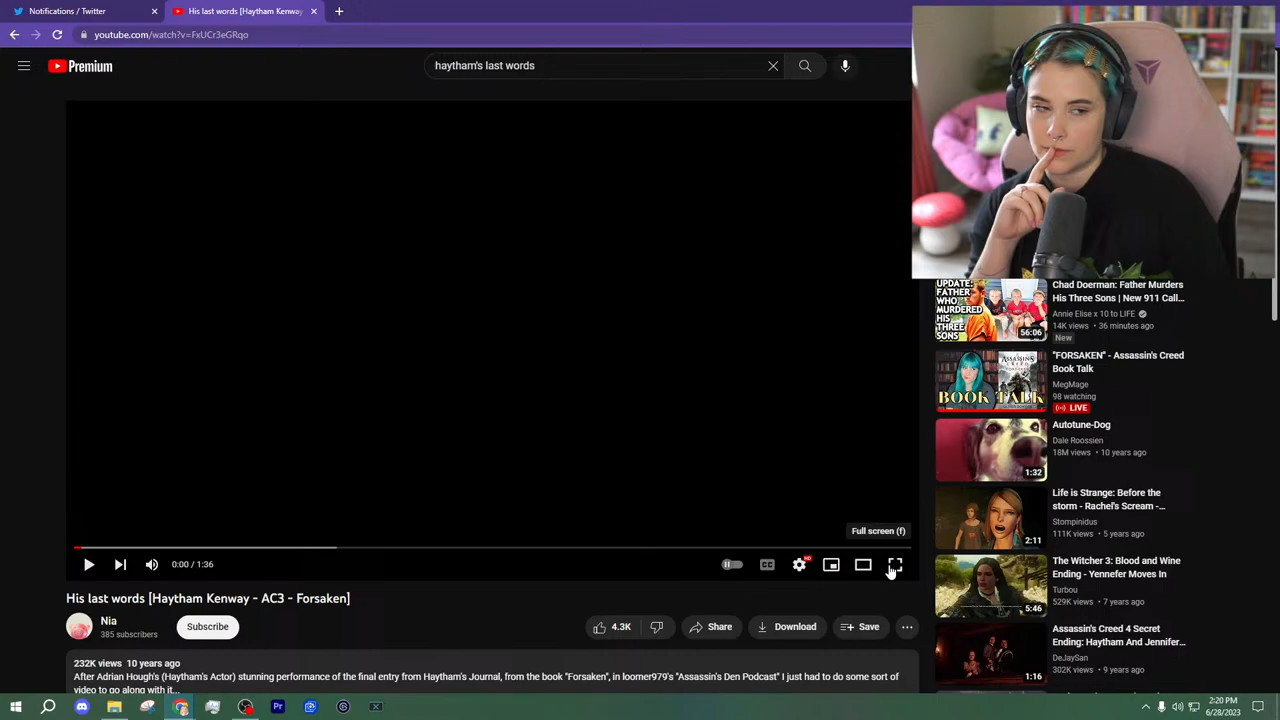 Notifications / Twitter
His last words [Haytham Kenway
youtube.com/watch?v=FxUCr3eGRqo
Premium
haytham's last words
Full screen (f)
0:00 / 1:36
His last words [Haytham Kenway - AC3 - Forsaken]
Nia
385 subscribers
Subscribe
4.3K
Share
Download
Save
232K views 10 years ago
After Adrian Hough's (Haytham's Actor) stunning performance of the last entry from Haytham's Journal, from the book "Forsaken", in loomer979's "Assassin's Den: Podcast" I just had to do some sort of
video to go along with it...
UPDATE:
FATHER
WHO
MURDERED
HIS
THREE
SONS
56:06
Chad Doerman: Father Murders
His Three Sons | New 911 Call...
Annie Elise x 10 to LIFE
14K views • 36 minutes ago
New
ASSASSIN'S
CREED
FORSAKEN
BOOK TALK
"FORSAKEN" - Assassin's Creed
Book Talk
MegMage
98 watching
LIVE
1:32
Autotune-Dog
Dale Roossien
18M views • 10 years ago
2:11
Life is Strange: Before the
storm - Rachel's Scream -...
Stompinidus
111K views • 5 years ago
5:46
The Witcher 3: Blood and Wine
Ending - Yennefer Moves In
Turbou
529K views • 7 years ago
1:16
Assassin's Creed 4 Secret
Ending: Haytham And Jennifer...
DeJaySan
302K views • 9 years ago
Pr
2:20 PM
6/28/2023